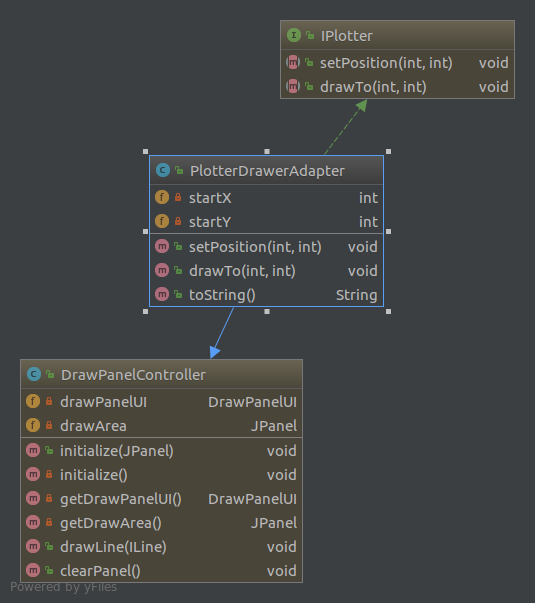 IPlotter
setPosition(int, int) void
drawTo(int, int) void
PlotterDrawerAdapter
startX int
startY int
setPosition(int, int) void
drawTo(int, int) void
toString() String
DrawPanelController
drawPanelUI DrawPanelUI
drawArea JPanel
initialize(JPanel) void
initialize() void
getDrawPanelUI() DrawPanelUI
getDrawArea() JPanel
drawLine(ILine) void
clearPanel() void
Powered by yFiles